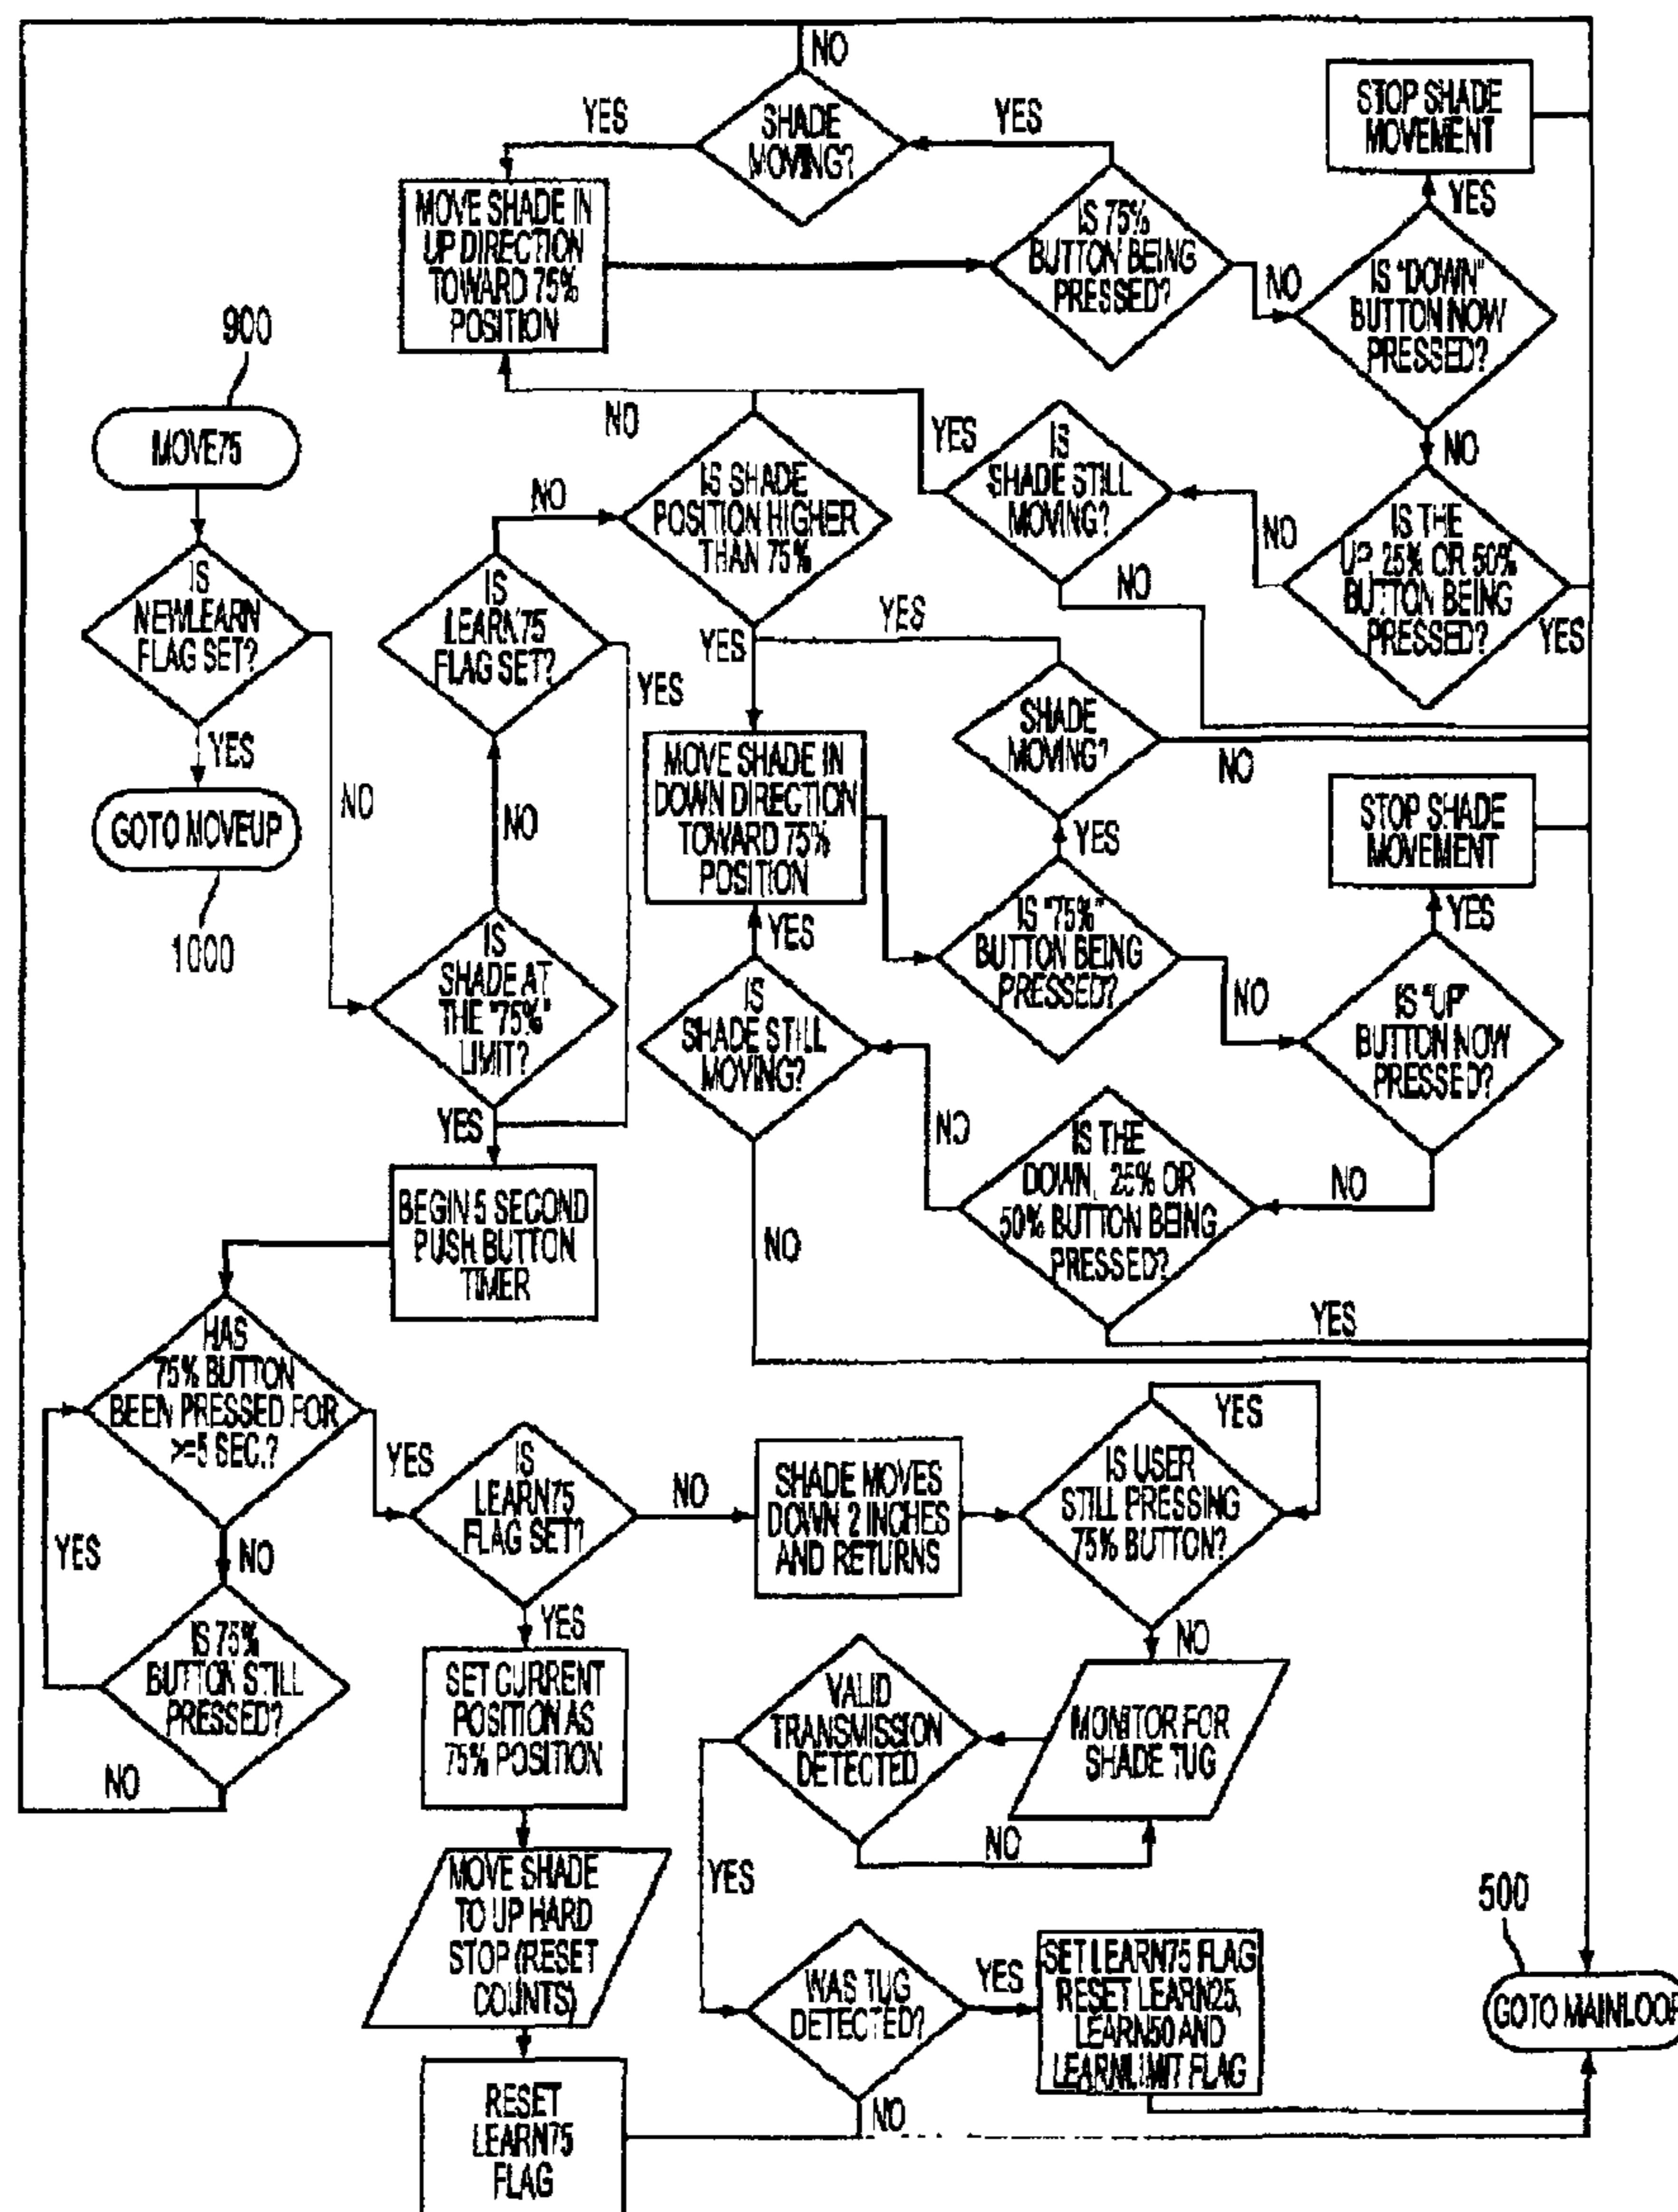 NO
SHADE
MOVING?
YES
YES
STOP SHADE
MOVEMENT
YES
MOVE SHADE IN
UP DIRECTION
TOWARD 75%
POSITION
IS 75%
BUTTON BEING
PRESSED?
NO
IS "DOWN"
BUTTON NOW
PRESSED?
NO
900
MOVE75
NO
IS SHADE
POSITION HIGHER
THAN 75%
NO
YES
YES
IS
SHADE STILL
MOVING?
NO
YES
NO
IS THE
UP, 25% OR 50%
BUTTON BEING
PRESSED?
YES
IS
NEWLEARN
FLAG SET?
YES
NO
GOTO MOVEUP
1000
IS
LEARN75
FLAG SET?
YES
NO
IS
SHADE AT
THE "75%"
LIMIT?
YES
MOVE SHADE IN
DOWN DIRECTION
TOWARD 75%
POSITION
YES
SHADE
MOVING?
NO
YES
STOP SHADE
MOVEMENT
YES
IS "75%"
BUTTON BEING
PRESSED?
NO
IS "UP"
BUTTON NOW
PRESSED?
NO
IS
SHADE STILL
MOVING?
NO
NO
IS THE
DOWN, 25% OR
50% BUTTON BEING
PRESSED?
YES
BEGIN 5 SECOND
PUSH BUTTON
TIMER
HAS
75% BUTTON
BEEN PRESSED FOR
>=5 SEC.?
YES
NO
YES
IS 75%
BUTTON STILL
PRESSED?
NO
IS
LEARN75
FLAG SET?
NO
YES
SHADE MOVES
DOWN 2 INCHES
AND RETURNS
IS USER
STILL PRESSING
75% BUTTON?
YES
NO
SET CURRENT
POSITION AS
75% POSITION
VALID
TRANSMISSION
DETECTED
MONITOR FOR
SHADE TUG
NO
YES
MOVE SHADE
TO UP HARD
STOP (RESET
COUNTS)
WAS TUG
DETECTED?
YES
NO
SET LEARN75 FLAG
RESET LEARN25,
LEARN50 AND
LEARNLIMIT FLAG
500
GOTO MAINLOOP
RESET
LEARN75
FLAG